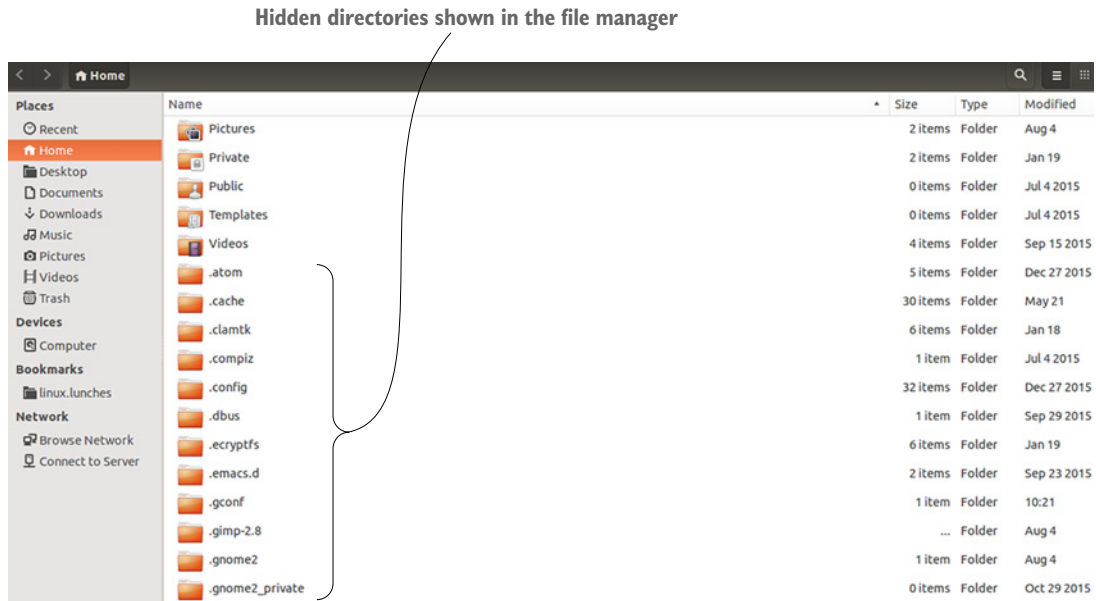 Hidden directories shown in the file manager
Home
Places
Recent
Home
Desktop
Documents
Downloads
Music
Pictures
Videos
Trash
Devices
Computer
Bookmarks
linux.lunches
Network
Browse Network
Connect to Server
Name Size Type Modified
Pictures 2 items Folder Aug 4
Private 2 items Folder Jan 19
Public 0 items Folder Jul 4 2015
Templates 0 items Folder Jul 4 2015
Videos 4 items Folder Sep 15 2015
.atom 5 items Folder Dec 27 2015
.cache 30 items Folder May 21
.clamtk 6 items Folder Jan 18
.compiz 1 item Folder Jul 4 2015
.config 32 items Folder Dec 27 2015
.dbus 1 item Folder Sep 29 2015
.ecryptfs 6 items Folder Jan 19
.emacs.d 2 items Folder Sep 23 2015
.gconf 1 item Folder 10:21
.gimp-2.8 ... Folder Aug 4
.gnome2 1 item Folder Aug 4
.gnome2_private 0 items Folder Oct 29 2015